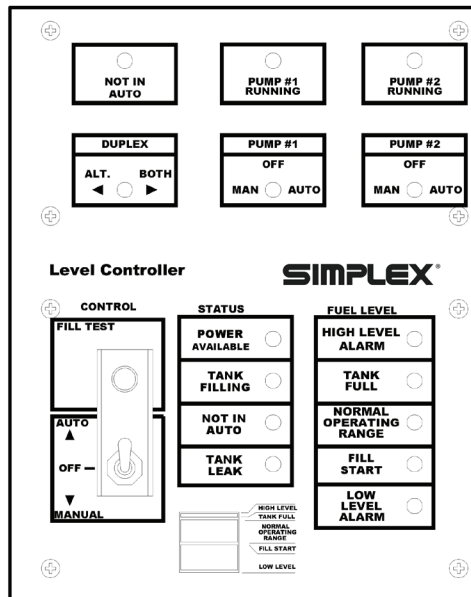 NOT IN
AUTO
PUMP #1
RUNNING
PUMP #2
RUNNING
DUPLEX
ALT. BOTH
◄ ►
PUMP #1
OFF
MAN AUTO
PUMP #2
OFF
MAN AUTO
Level Controller
SIMPLEX®
CONTROL
FILL TEST
AUTO
▲
OFF –
▼
MANUAL
STATUS
POWER
AVAILABLE
TANK
FILLING
NOT IN
AUTO
TANK
LEAK
FUEL LEVEL
HIGH LEVEL
ALARM
TANK
FULL
NORMAL
OPERATING
RANGE
FILL
START
LOW
LEVEL
ALARM
HIGH LEVEL
TANK FULL
NORMAL
OPERATING
RANGE
FILL START
LOW LEVEL